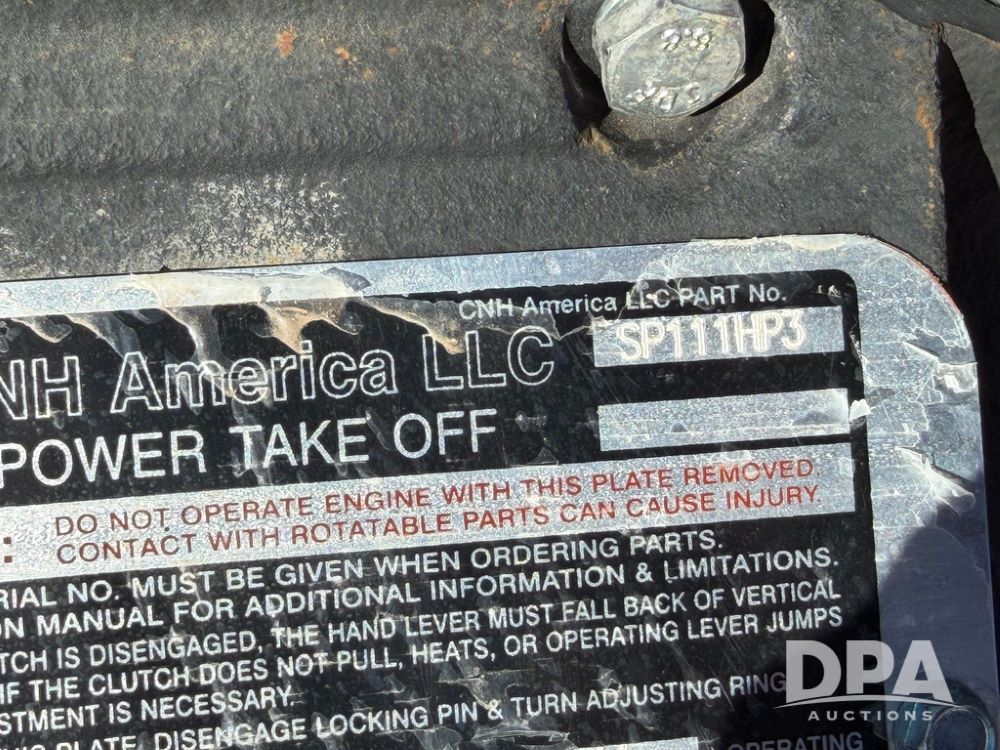 8.8
CNH America LLC PART No.
SP111HP3
NH America LLC
POWER TAKE OFF
DO NOT OPERATE ENGINE WITH THIS PLATE REMOVED.
: CONTACT WITH ROTATABLE PARTS CAN CAUSE INJURY
RIAL NO. MUST BE GIVEN WHEN ORDERING PARTS.
ON MANUAL FOR ADDITIONAL INFORMATION & LIMITATIONS.
TCH IS DISENGAGED, THE HAND LEVER MUST FALL BACK OF VERTICAL
IF THE CLUTCH DOES NOT PULL, HEATS, OR OPERATING LEVER JUMPS
STMENT IS NECESSARY.
PLATE, DISENGAGE LOCKING PIN & TURN ADJUSTING RING
OPERATING
DPA
AUCTIONS